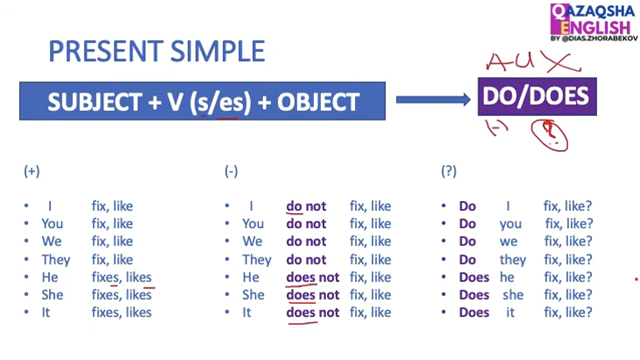 QAZAQSHA
ENGLISH
BY @DIAS.ZHORABEKOV
PRESENT SIMPLE
AUX
SUBJECT + V (s/es) + OBJECT
DO/DOES
(-)
?
(+)
• I fix, like
• You fix, like
• We fix, like
• They fix, like
• He fixes, likes
• She fixes, likes
• It fixes, likes
(-)
• I do not fix, like
• You do not fix, like
• We do not fix, like
• They do not fix, like
• He does not fix, like
• She does not fix, like
• It does not fix, like
(?)
• Do I fix, like?
• Do you fix, like?
• Do we fix, like?
• Do they fix, like?
• Does he fix, like?
• Does she fix, like?
• Does it fix, like?